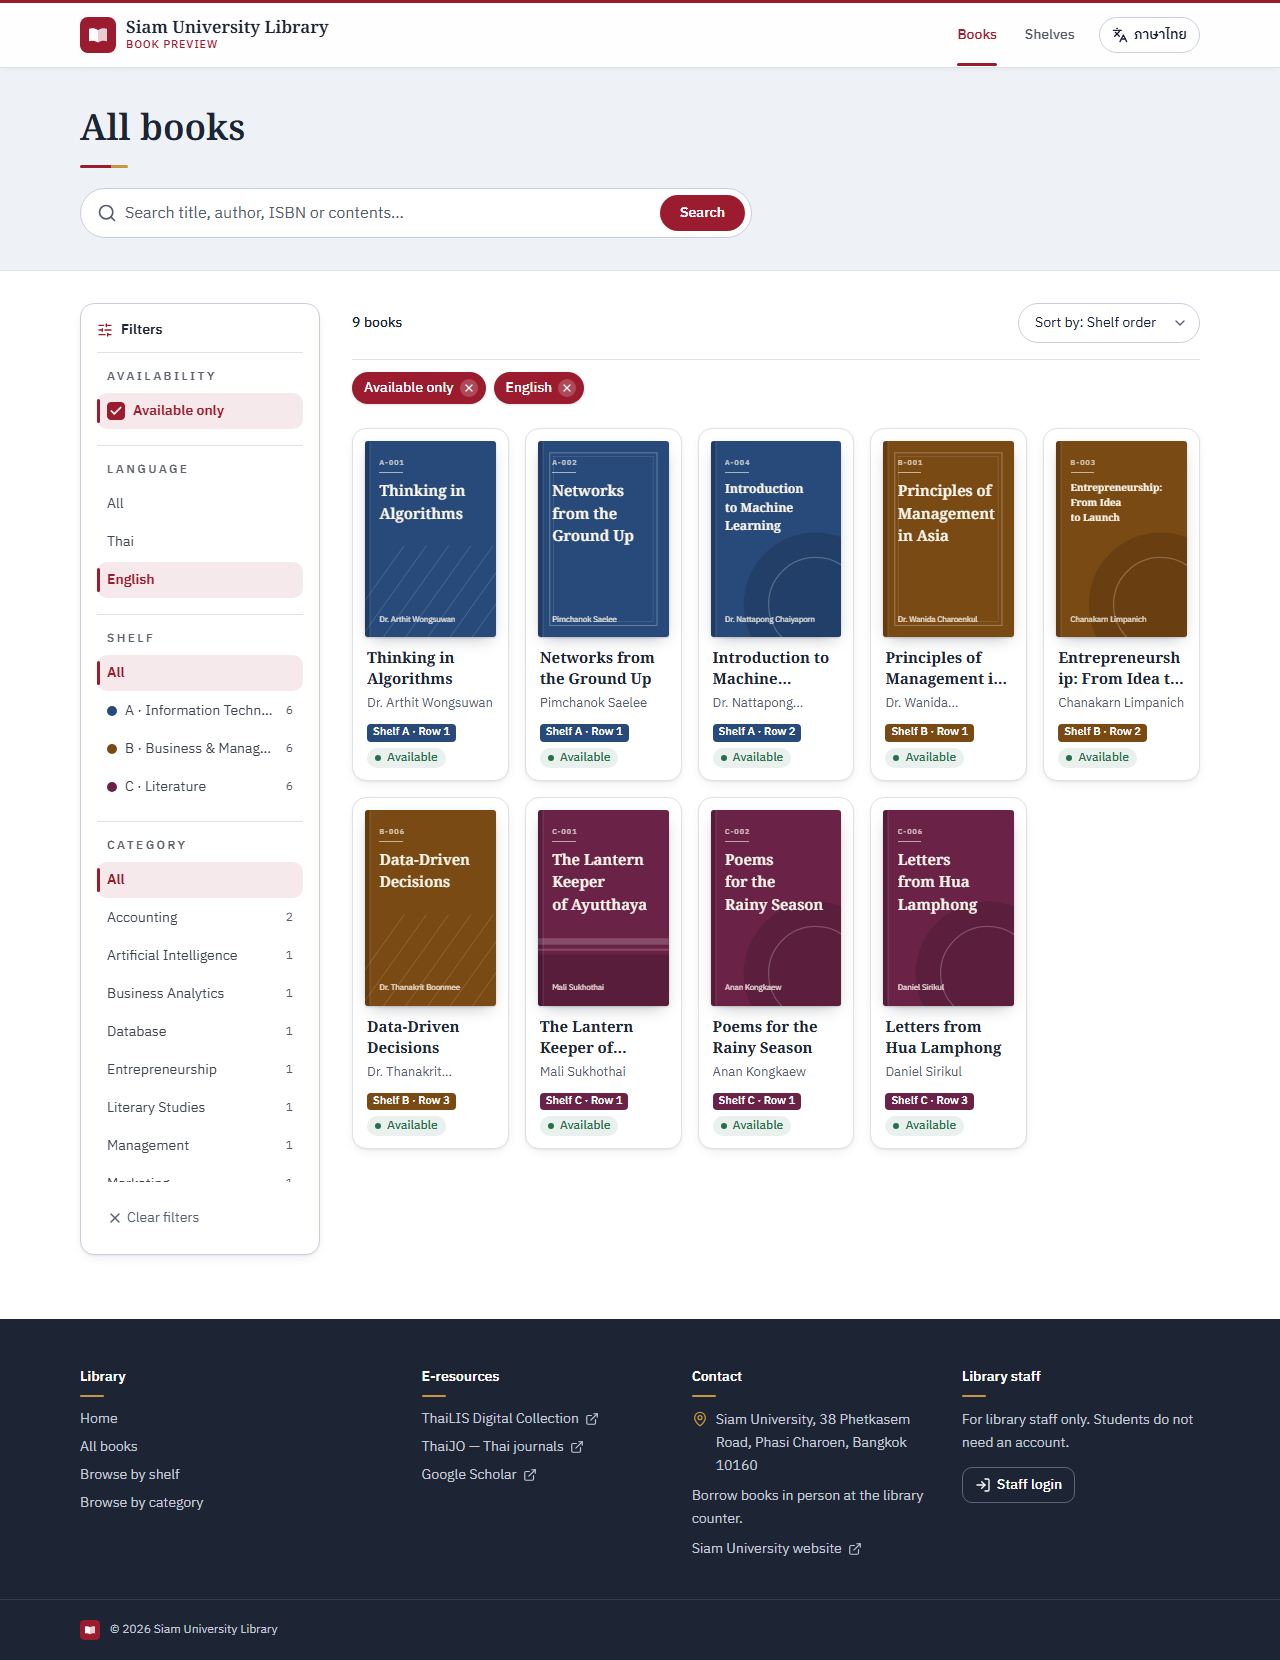 Siam University Library
BOOK PREVIEW
Books
Shelves
ภาษาไทย
All books
Search title, author, ISBN or contents...
Search
Filters
AVAILABILITY
Available only
LANGUAGE
All
Thai
English
SHELF
All
A · Information Techn... 6
B · Business & Manag... 6
C · Literature 6
CATEGORY
All
Accounting 2
Artificial Intelligence 1
Business Analytics 1
Database 1
Entrepreneurship 1
Literary Studies 1
Management 1
Marketing 1
Clear filters
9 books
Sort by: Shelf order
Available only
English
A-001
Thinking in
Algorithms
Dr. Arthit Wongsuwan
Thinking in
Algorithms
Dr. Arthit Wongsuwan
Shelf A · Row 1
Available
A-002
Networks
from the
Ground Up
Pimchanok Saelee
Networks from
the Ground Up
Pimchanok Saelee
Shelf A · Row 1
Available
A-004
Introduction
to Machine
Learning
Dr. Nattapong Chaiyaporn
Introduction to
Machine...
Dr. Nattapong...
Shelf A · Row 2
Available
B-001
Principles of
Management
in Asia
Dr. Wanida Charoenkul
Principles of
Management i...
Dr. Wanida...
Shelf B · Row 1
Available
B-003
Entrepreneurship:
From Idea
to Launch
Chanakarn Limpanich
Entrepreneursh
ip: From Idea t...
Chanakarn Limpanich
Shelf B · Row 2
Available
B-006
Data-Driven
Decisions
Dr. Thanakrit Boonmee
Data-Driven
Decisions
Dr. Thanakrit...
Shelf B · Row 3
Available
C-001
The Lantern
Keeper
of Ayutthaya
Mali Sukhothai
The Lantern
Keeper of...
Mali Sukhothai
Shelf C · Row 1
Available
C-002
Poems
for the
Rainy Season
Anan Kongkaew
Poems for the
Rainy Season
Anan Kongkaew
Shelf C · Row 1
Available
C-006
Letters
from Hua
Lamphong
Daniel Sirikul
Letters from
Hua Lamphong
Daniel Sirikul
Shelf C · Row 3
Available
Library
Home
All books
Browse by shelf
Browse by category
E-resources
ThaiLIS Digital Collection
ThaiJO — Thai journals
Google Scholar
Contact
Siam University, 38 Phetkasem
Road, Phasi Charoen, Bangkok
10160
Borrow books in person at the library
counter.
Siam University website
Library staff
For library staff only. Students do not
need an account.
Staff login
© 2026 Siam University Library